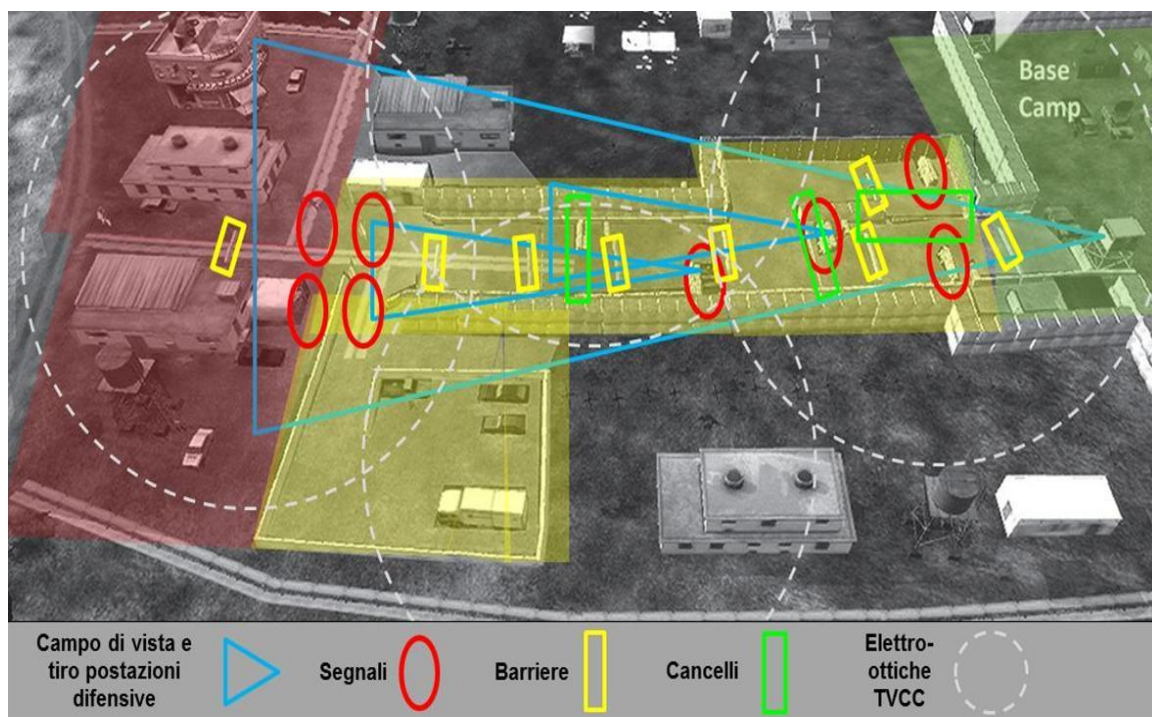 Base
Camp
Campo di vista e
tiro postazioni
difensive
Segnali
Barriere
Cancelli
Elettro-
ottiche
TVCC